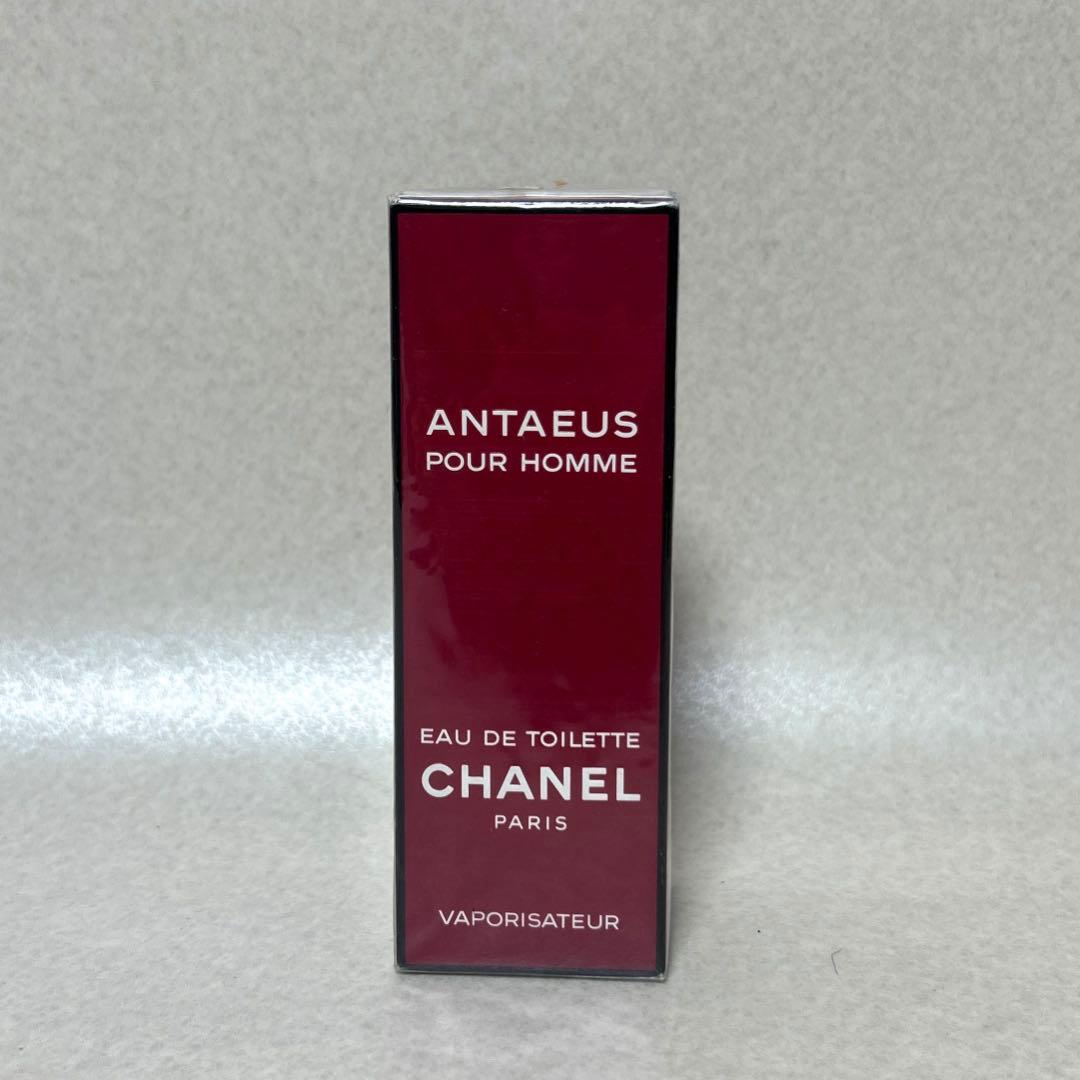 ANTAEUS
POUR HOMME
EAU DE TOILETTE
CHANEL
PARIS
VAPORISATEUR